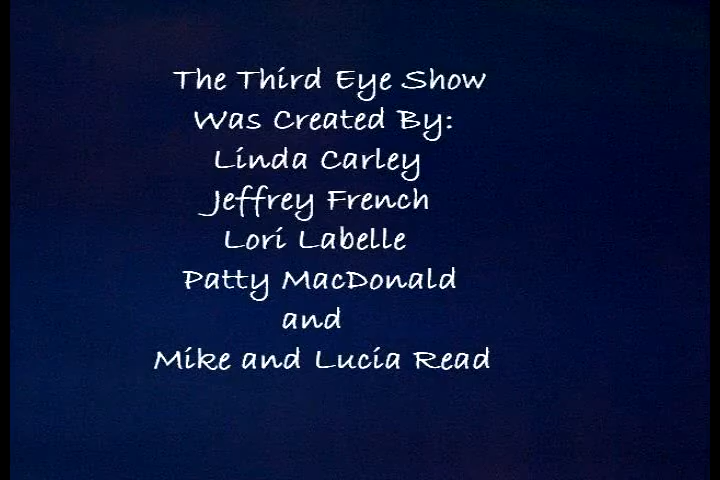 The Third Eye Show
Was Created By:
Linda Carley
Jeffrey French
Lori Labelle
Patty MacDonald
and
Mike and Lucia Read